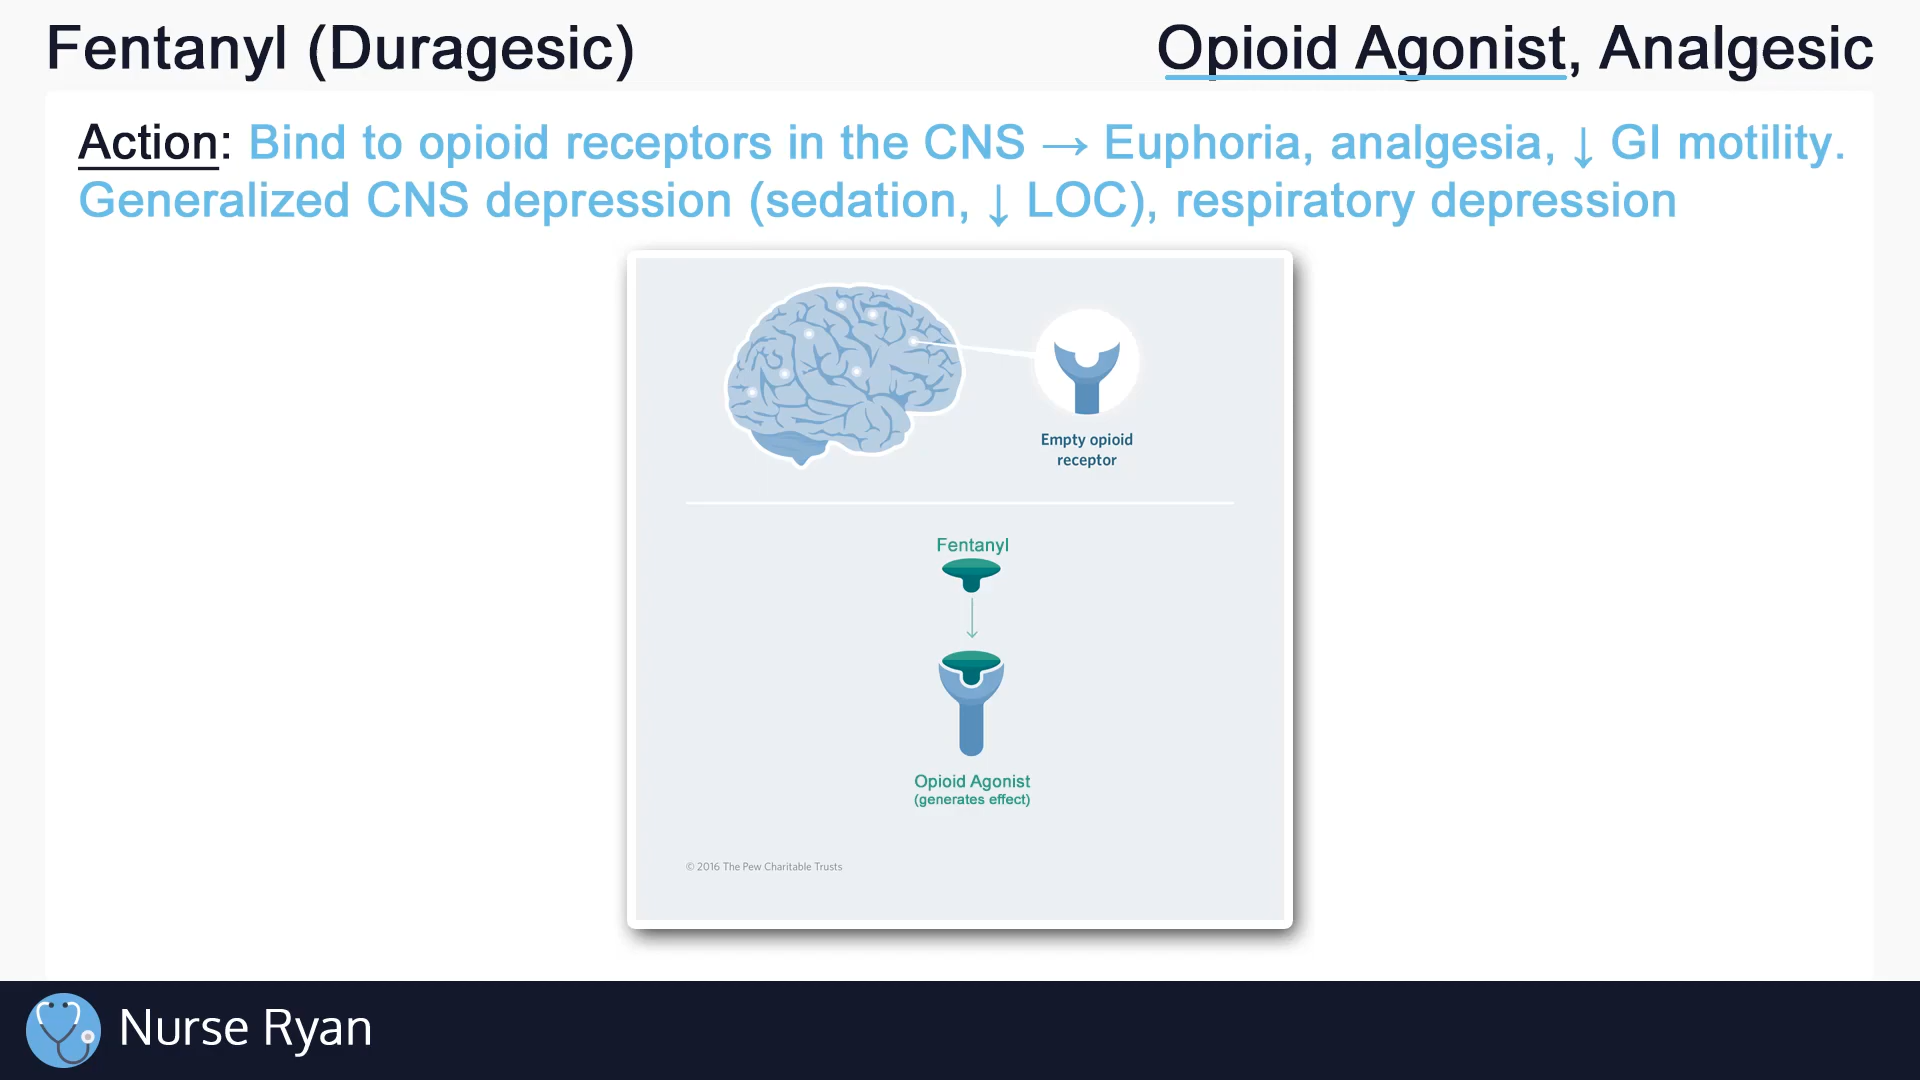 Fentanyl (Duragesic)
Opioid Agonist, Analgesic
Action: Bind to opioid receptors in the CNS → Euphoria, analgesia, ↓ GI motility.
Generalized CNS depression (sedation, ↓ LOC), respiratory depression
Empty opioid
receptor
Fentanyl
Opioid Agonist
(generates effect)
© 2016 The Pew Charitable Trusts
Nurse Ryan